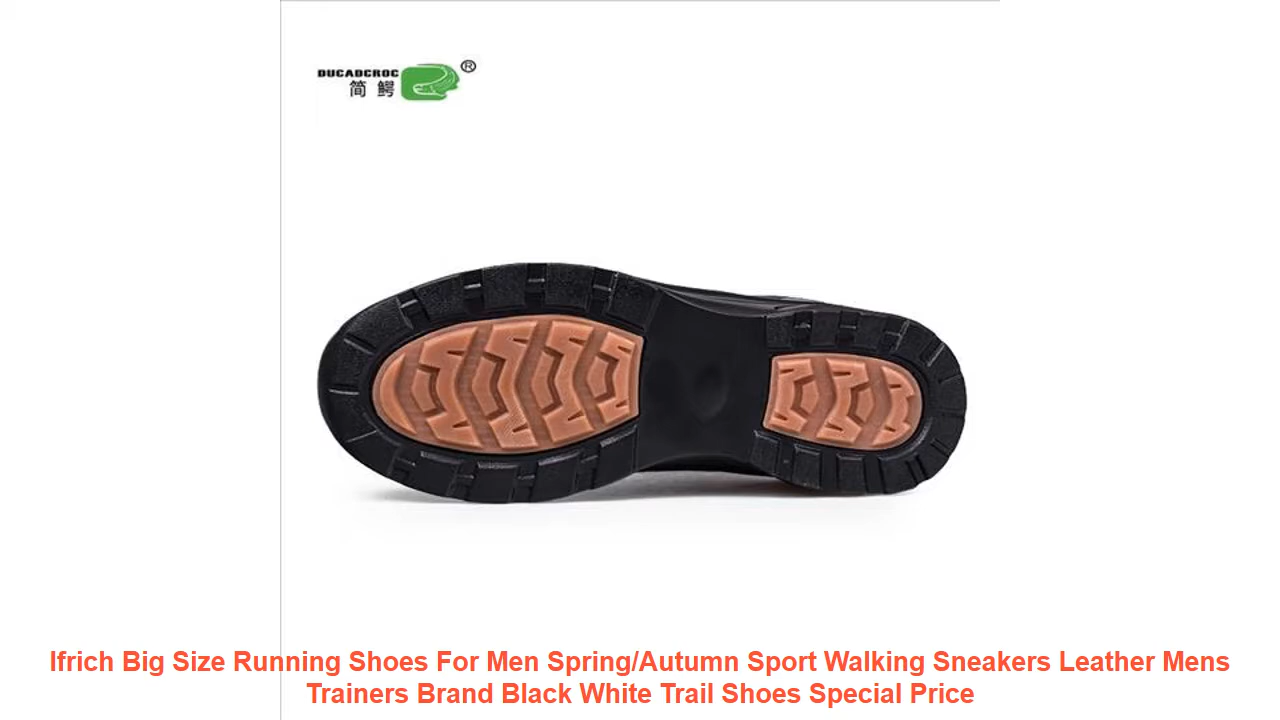 DUCADCROC
简鳄
®
Ifrich Big Size Running Shoes For Men Spring/Autumn Sport Walking Sneakers Leather Mens
Trainers Brand Black White Trail Shoes Special Price